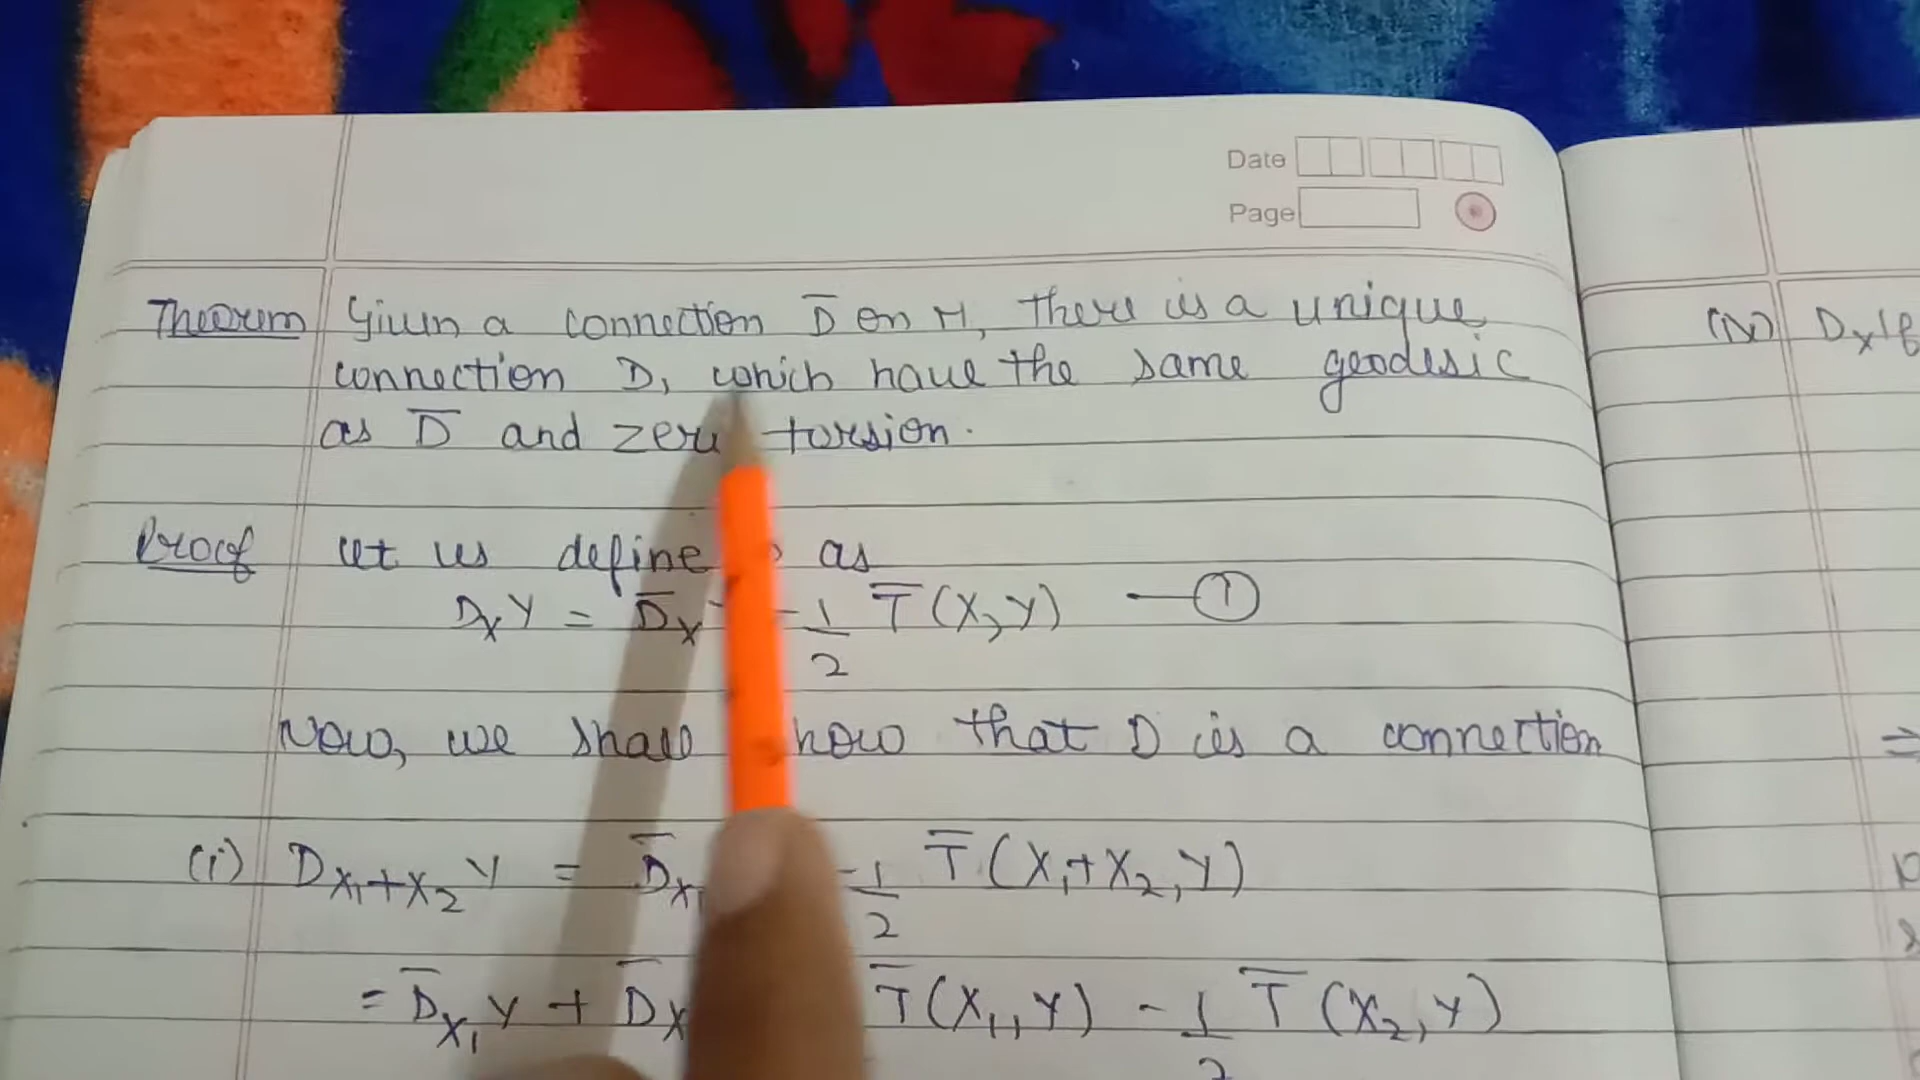 Date
Page
Theorem Given a connection D̅ on M, there is a unique
connection D, which have the same geodesic
as D̅ and zero torsion.
Proof let us define as
D_X Y = D̅_X - 1/2 T̅(X, Y) —①
Now, we shall how that D is a connection
(i) D_{X₁+X₂} Y = D̅_{X₁} - 1/2 T̅(X₁+X₂, Y)
= D̅_{X₁} Y + D̅_X T̅(X₁, Y) - 1/2 T̅(X₂, Y)
(iv) D_X (f
⇒